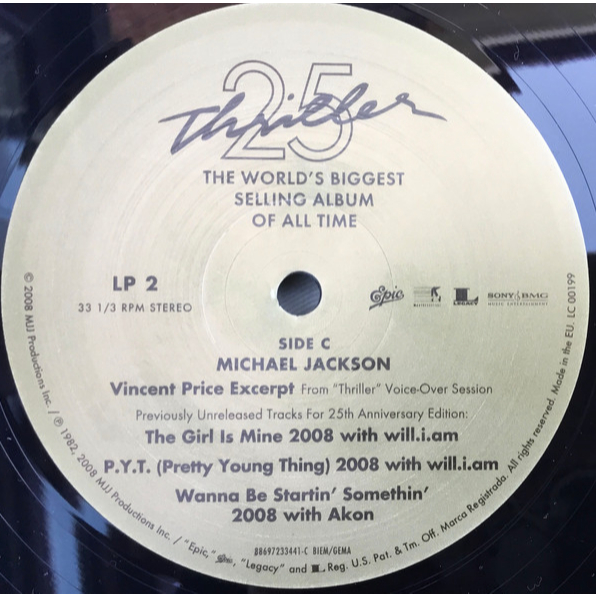 25
Thriller
THE WORLD'S BIGGEST
SELLING ALBUM
OF ALL TIME
LP 2
33 1/3 RPM STEREO
Epic
LEGACY
SONY BMG
MUSIC ENTERTAINMENT
SIDE C
MICHAEL JACKSON
Vincent Price Excerpt From "Thriller" Voice-Over Session
Previously Unreleased Tracks For 25th Anniversary Edition:
The Girl Is Mine 2008 with will.i.am
P.Y.T. (Pretty Young Thing) 2008 with will.i.am
Wanna Be Startin' Somethin'
2008 with Akon
88697233441-C BIEM/GEMA
© 2008 MJJ Productions Inc. / ℗ 1982, 2008 MJJ Productions Inc. / "Epic," Epic, "Legacy" and L Reg. U.S. Pat. & Tm. Off. Marca Registrada. All rights reserved. Made in the EU. LC 00199